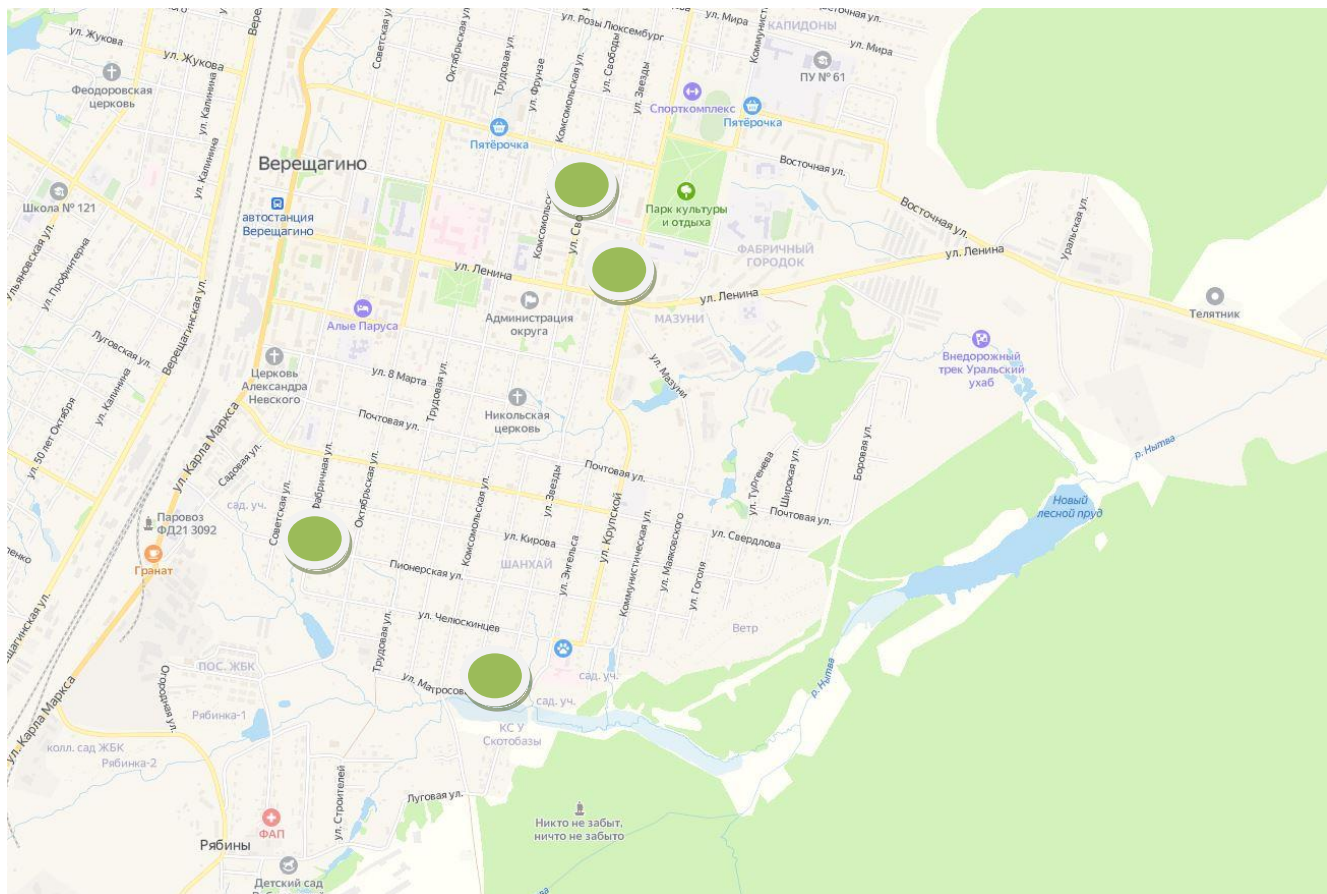 ул. Жукова
ул. Жукова
Феодоровская
церковь
ул. Калинина
ул. Калинина
Советская ул.
Октябрьская ул.
Трудовая ул.
ул. Фрунзе
ул. Розы Люксембург
Комсомольская ул.
ул. Свободы
ул. Звезды
ул. Мира
КАПИДОНЫ
ул. Мира
ПУ № 61
Спорткомплекс
Пятёрочка
Пятёрочка
Верещагино
Восточная ул.
Школа № 121
автостанция
Верещагино
Парк культуры
и отдыха
Восточная ул.
Уральская ул.
ул. Профинтерна
ФАБРИЧНЫЙ
ГОРОДОК
ул. Ленина
ул. Ленина
ул. Ленина
Верещагинская ул.
Администрация
округа
МАЗУНИ
Телятник
Алые Паруса
Луговская ул.
Внедорожный
трек Уральский
ухаб
Церковь
Александра
Невского
ул. 8 Марта
Трудовая ул.
ул. Мазуни
ул. Калинина
ул. 50 лет Октября
Никольская
церковь
Почтовая ул.
ул. Карла Маркса
Садовая ул.
р. Нытва
Почтовая ул.
Боровая ул.
ул. Тургенева
Широкая ул.
Советская ул.
Фабричная ул.
Октябрьская ул.
Комсомольская ул.
ул. Звезды
Новый
лесной пруд
сад. уч.
Паровоз
ФД21 3092
Почтовая ул.
ул. Крупской
ул. Кирова
ул. Свердлова
Гранат
Пионерская ул.
ШАНХАЙ
ул. Энгельса
Коммунистическая ул.
ул. Маяковского
ул. Гоголя
ул. Челюскинцев
Ветр
Трудовая ул.
ПОС. ЖБК
Огородная ул.
ул. Матросов
сад. уч.
сад. уч.
р. Нытва
Рябинка-1
КС У
Скотобазы
ул. Карла Маркса
колл. сад ЖБК
Рябинка-2
ул. Строителей
Луговая ул.
ФАП
Никто не забыт,
ничто не забыто
Рябины
Детский сад